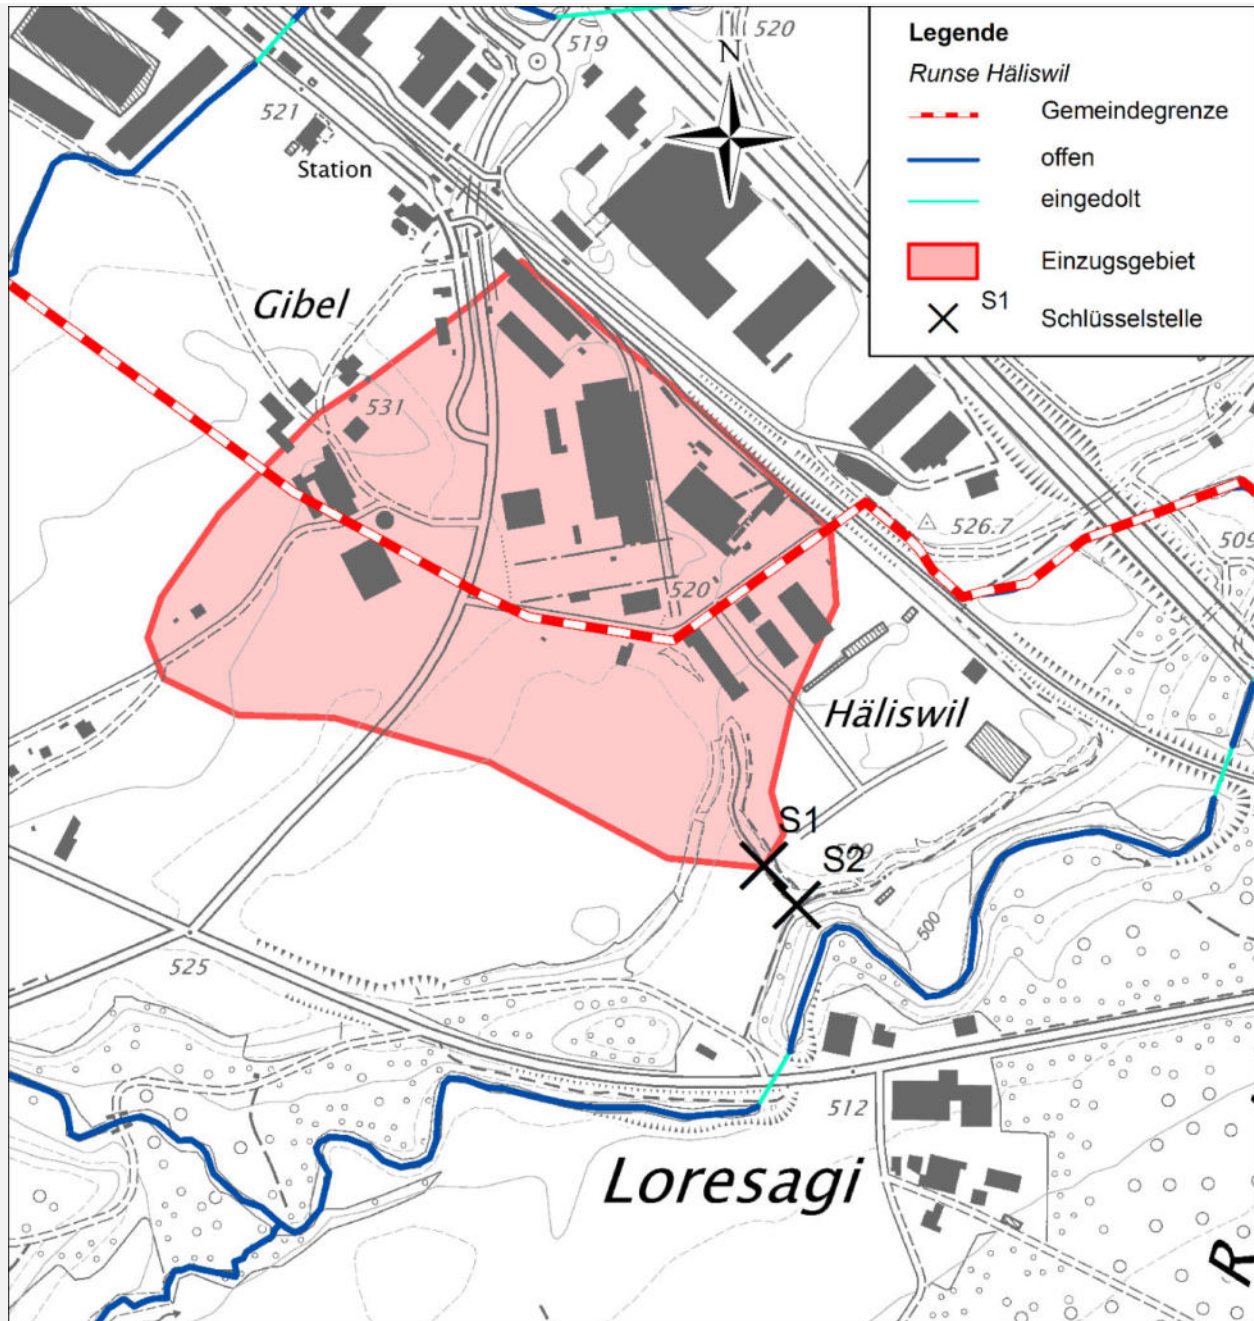 519
520
N
521
Station
Legende
Runse Häliswil
Gemeindegrenze
offen
eingedolt
Einzugsgebiet
S1
Schlüsselstelle
Gibel
531
526.7
509
520
Häliswil
S1
S2
500
525
512
Loresagi
R